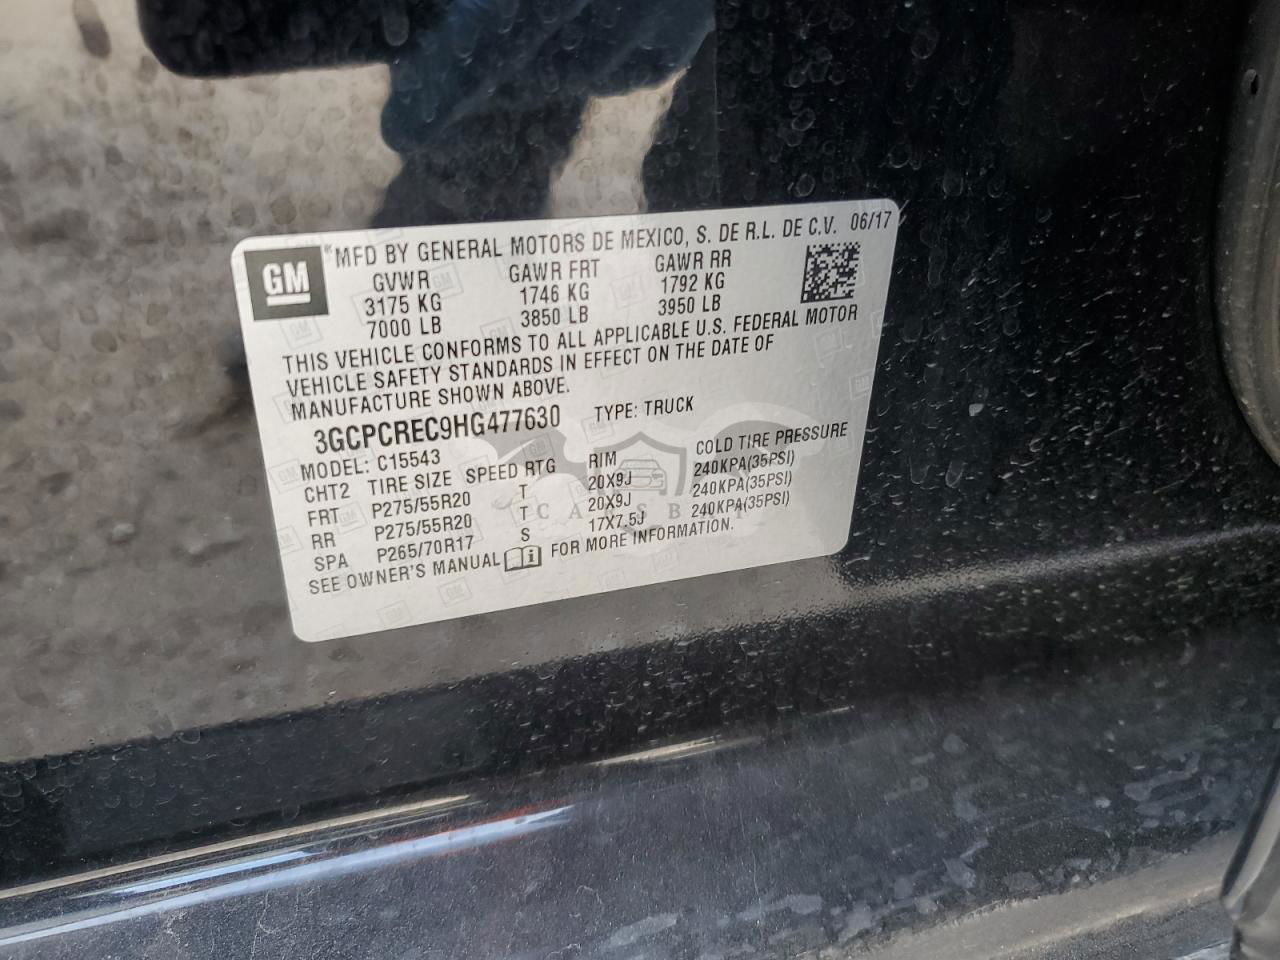 GM
MFD BY GENERAL MOTORS DE MEXICO, S. DE R.L. DE C.V. 06/17
GVWR GAWR FRT GAWR RR
3175 KG 1746 KG 1792 KG
7000 LB 3850 LB 3950 LB
THIS VEHICLE CONFORMS TO ALL APPLICABLE U.S. FEDERAL MOTOR
VEHICLE SAFETY STANDARDS IN EFFECT ON THE DATE OF
MANUFACTURE SHOWN ABOVE.
3GCPCREC9HG477630 TYPE: TRUCK
MODEL: C15543
CHT2 TIRE SIZE SPEED RTG RIM COLD TIRE PRESSURE
FRT P275/55R20 T 20X9J 240KPA(35PSI)
RR P275/55R20 T 20X9J 240KPA(35PSI)
SPA P265/70R17 S 17X7.5J 240KPA(35PSI)
SEE OWNER'S MANUAL FOR MORE INFORMATION.